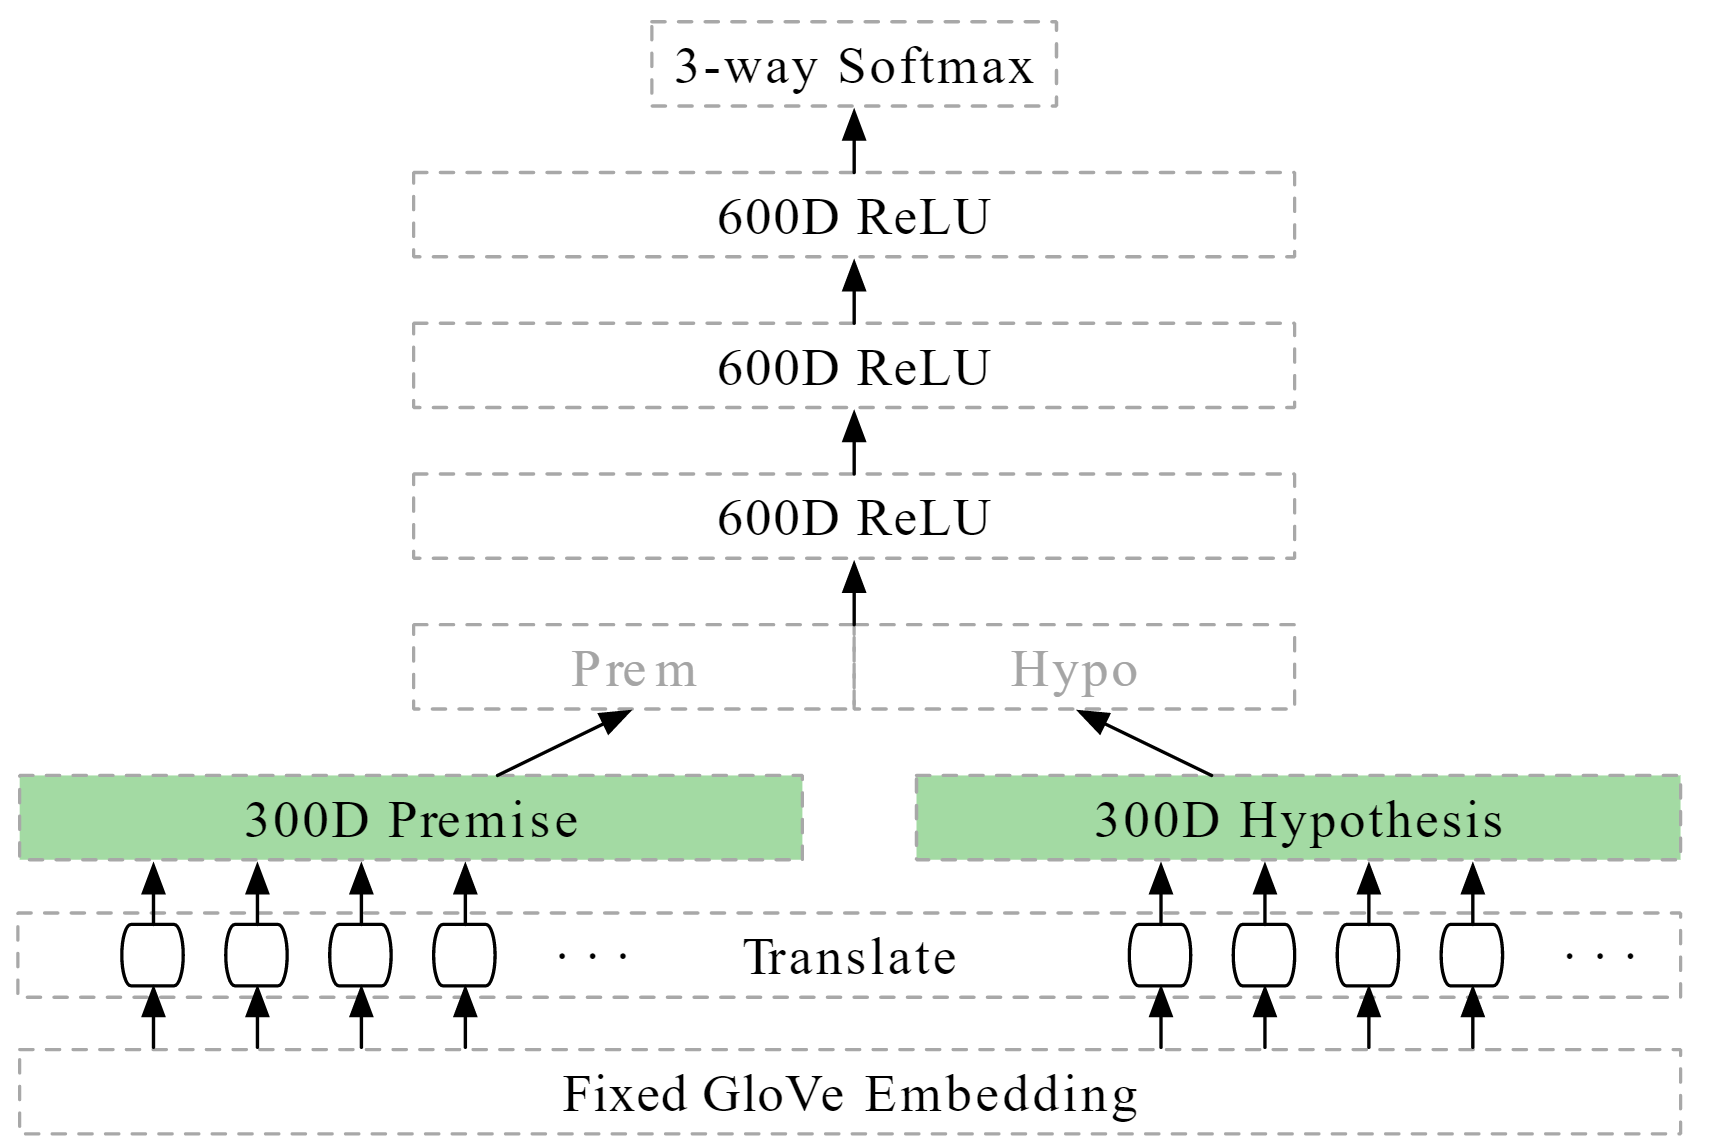 3-way Softmax
600D ReLU
600D ReLU
600D ReLU
Prem Hypo
300D Premise 300D Hypothesis
. . . Translate . . .
Fixed GloVe Embedding